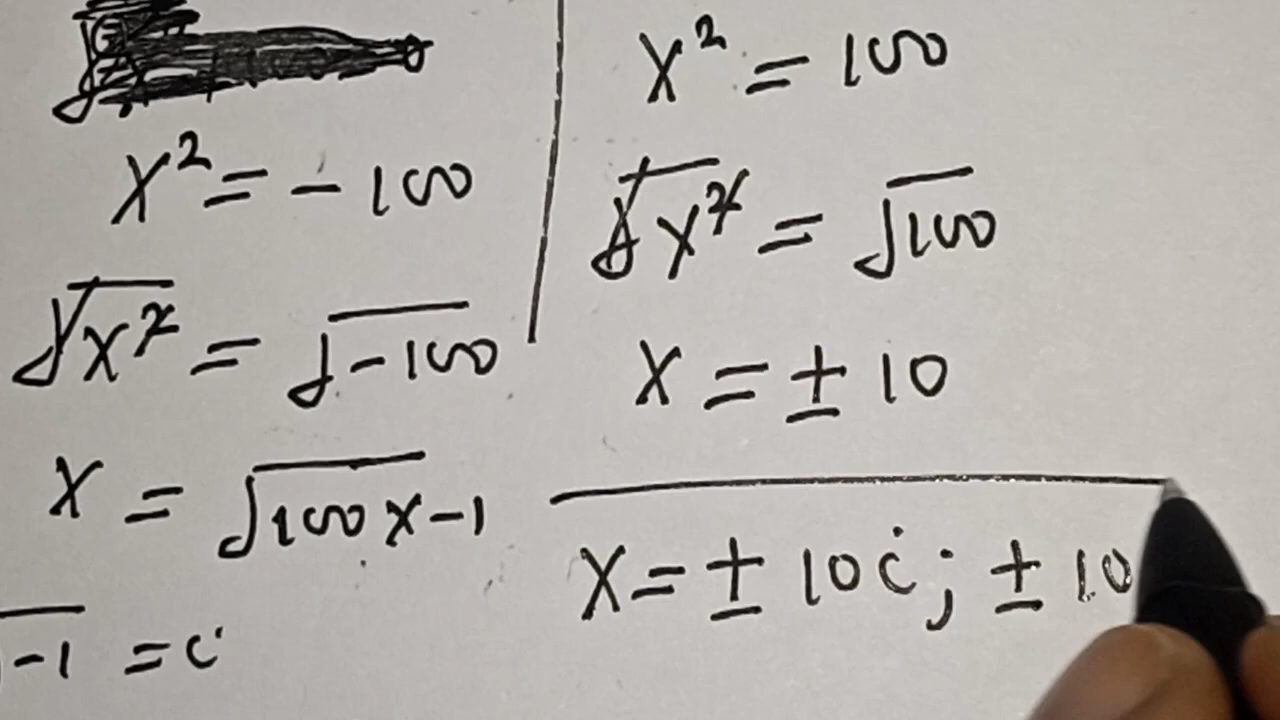 x² = - 100
√x² = √-100
x = √100 x -1
-1 = i
x² = 100
√x² = √100
x = ± 10
x = ± 10i ; ± 10